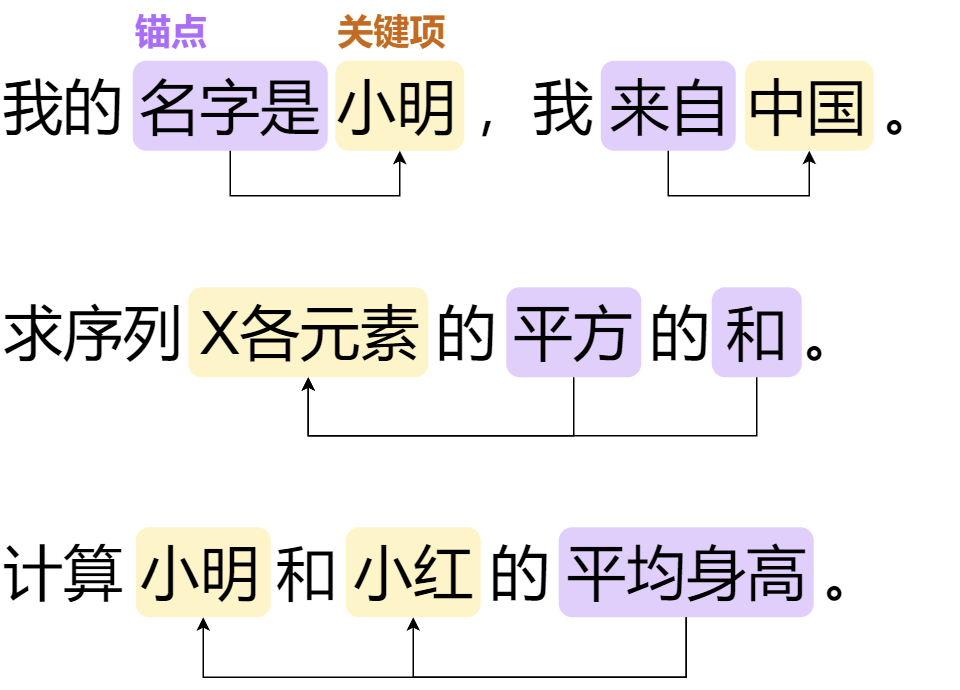 锚点 关键项
我的 名字是 小明 ，我 来自 中国 。
求序列 X各元素 的 平方 的 和 。
计算 小明 和 小红 的 平均身高 。